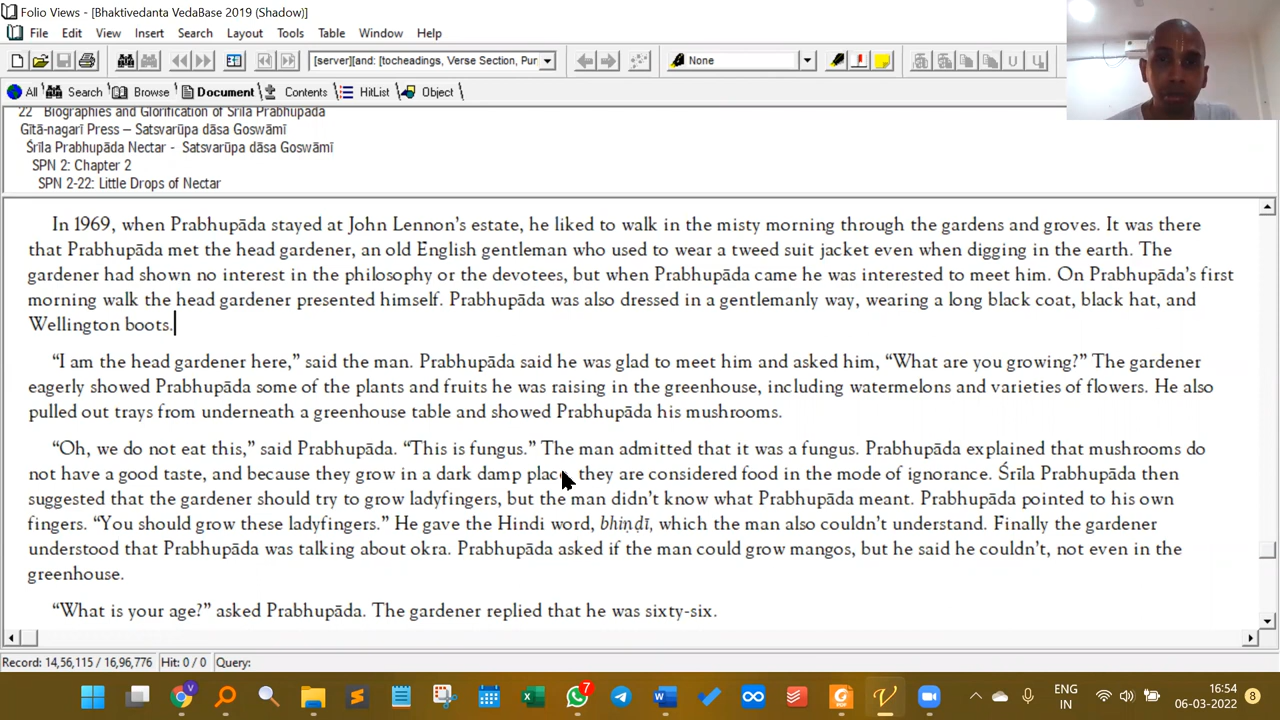 Folio Views - [Bhaktivedanta VedaBase 2019 (Shadow)]
File Edit View Insert Search Layout Tools Table Window Help
[server][and: [tocheadings, Verse Section, Pur None
All Search Browse Document Contents HitList Object
22 Biographies and Glorification of Śrīla Prabhupāda
Gītā-nagarī Press – Satsvarūpa dāsa Goswāmī
Śrīla Prabhupāda Nectar - Satsvarūpa dāsa Goswāmī
SPN 2: Chapter 2
SPN 2-22: Little Drops of Nectar
In 1969, when Prabhupāda stayed at John Lennon’s estate, he liked to walk in the misty morning through the gardens and groves. It was there
that Prabhupāda met the head gardener, an old English gentleman who used to wear a tweed suit jacket even when digging in the earth. The
gardener had shown no interest in the philosophy or the devotees, but when Prabhupāda came he was interested to meet him. On Prabhupāda’s first
morning walk the head gardener presented himself. Prabhupāda was also dressed in a gentlemanly way, wearing a long black coat, black hat, and
Wellington boots.
“I am the head gardener here,” said the man. Prabhupāda said he was glad to meet him and asked him, “What are you growing?” The gardener
eagerly showed Prabhupāda some of the plants and fruits he was raising in the greenhouse, including watermelons and varieties of flowers. He also
pulled out trays from underneath a greenhouse table and showed Prabhupāda his mushrooms.
“Oh, we do not eat this,” said Prabhupāda. “This is fungus.” The man admitted that it was a fungus. Prabhupāda explained that mushrooms do
not have a good taste, and because they grow in a dark damp place, they are considered food in the mode of ignorance. Śrīla Prabhupāda then
suggested that the gardener should try to grow ladyfingers, but the man didn’t know what Prabhupāda meant. Prabhupāda pointed to his own
fingers. “You should grow these ladyfingers.” He gave the Hindi word, bhiṇḍī, which the man also couldn’t understand. Finally the gardener
understood that Prabhupāda was talking about okra. Prabhupāda asked if the man could grow mangos, but he said he couldn’t, not even in the
greenhouse.
“What is your age?” asked Prabhupāda. The gardener replied that he was sixty-six.
Record: 14,56,115 / 16,96,776 Hit: 0 / 0 Query:
7
ENG
IN
16:54
06-03-2022
8